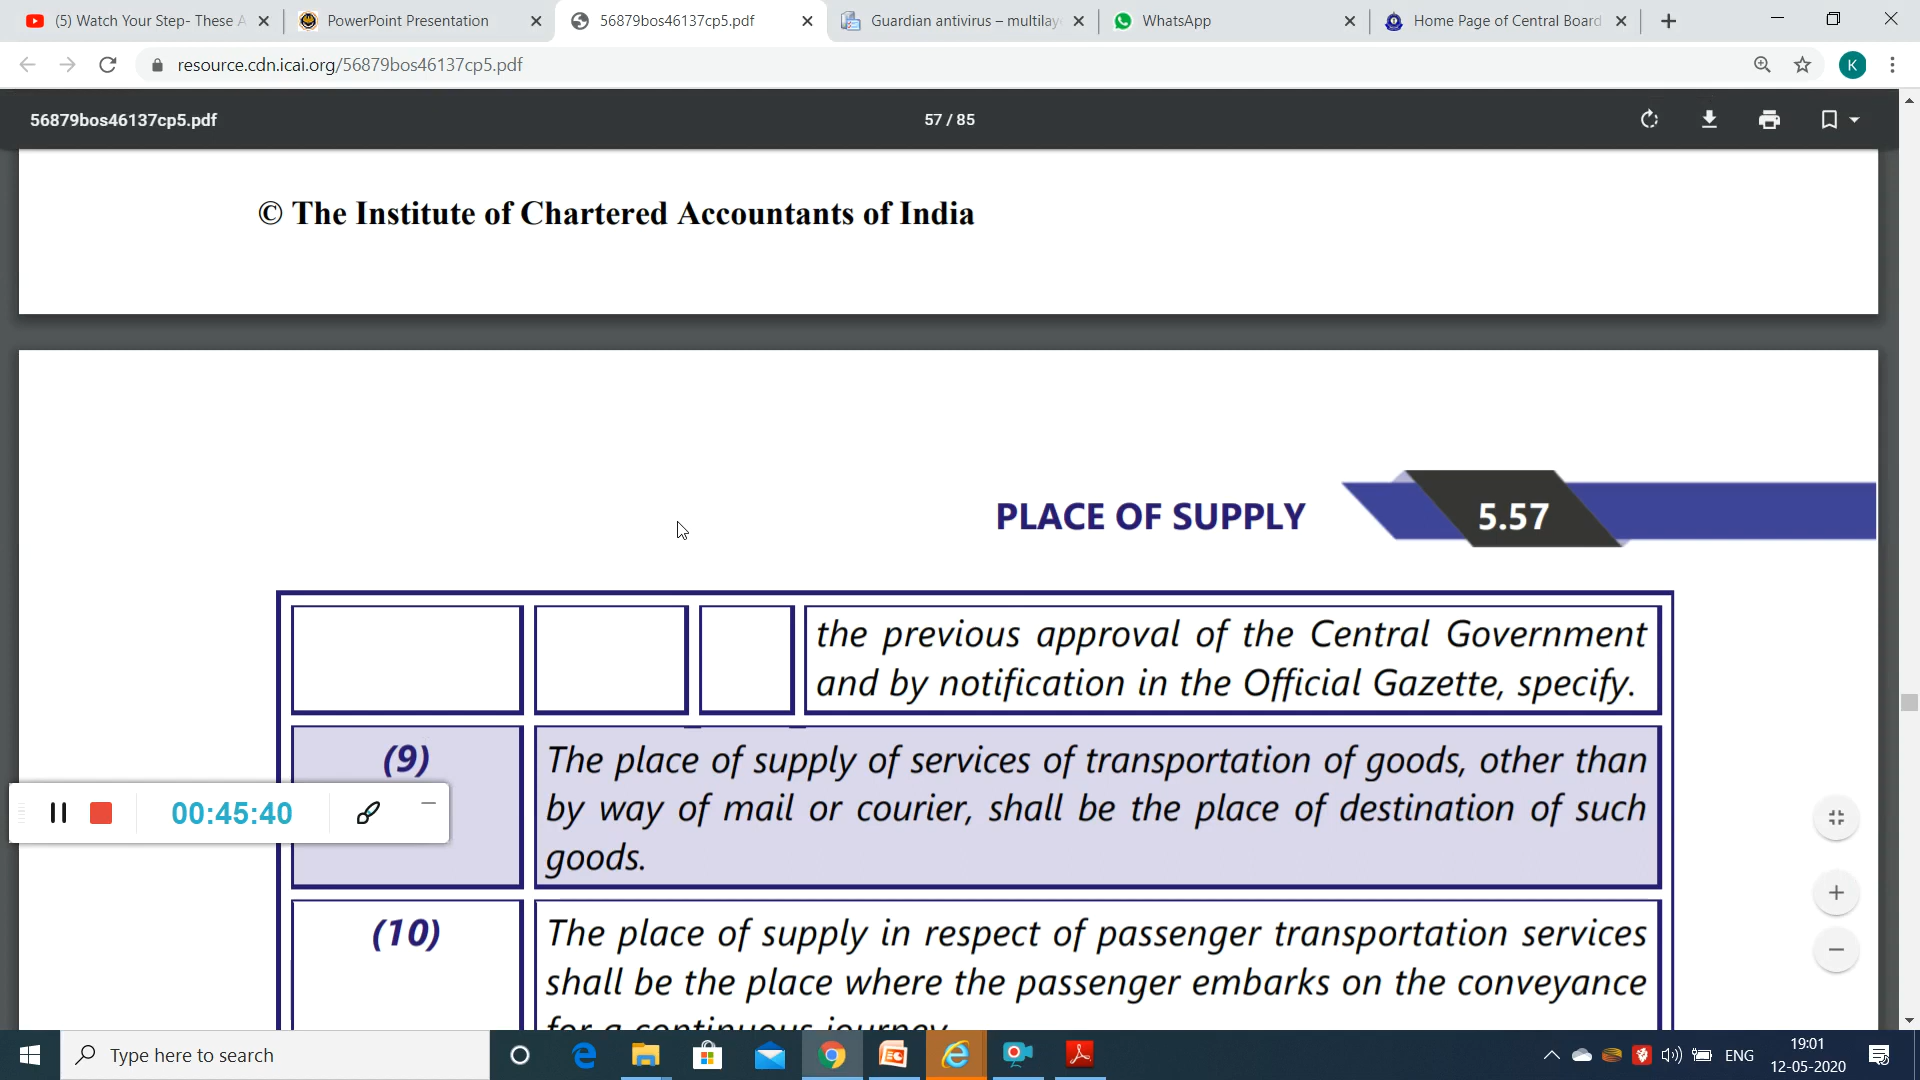 (5) Watch Your Step- These A
PowerPoint Presentation
56879bos46137cp5.pdf
Guardian antivirus – multilay
WhatsApp
Home Page of Central Board
resource.cdn.icai.org/56879bos46137cp5.pdf
K
56879bos46137cp5.pdf
57 / 85
© The Institute of Chartered Accountants of India
PLACE OF SUPPLY
5.57
the previous approval of the Central Government
and by notification in the Official Gazette, specify.
(9)
The place of supply of services of transportation of goods, other than
by way of mail or courier, shall be the place of destination of such
goods.
00:45:40
(10)
The place of supply in respect of passenger transportation services
shall be the place where the passenger embarks on the conveyance
for a continuous journey
Type here to search
ENG
19:01
12-05-2020